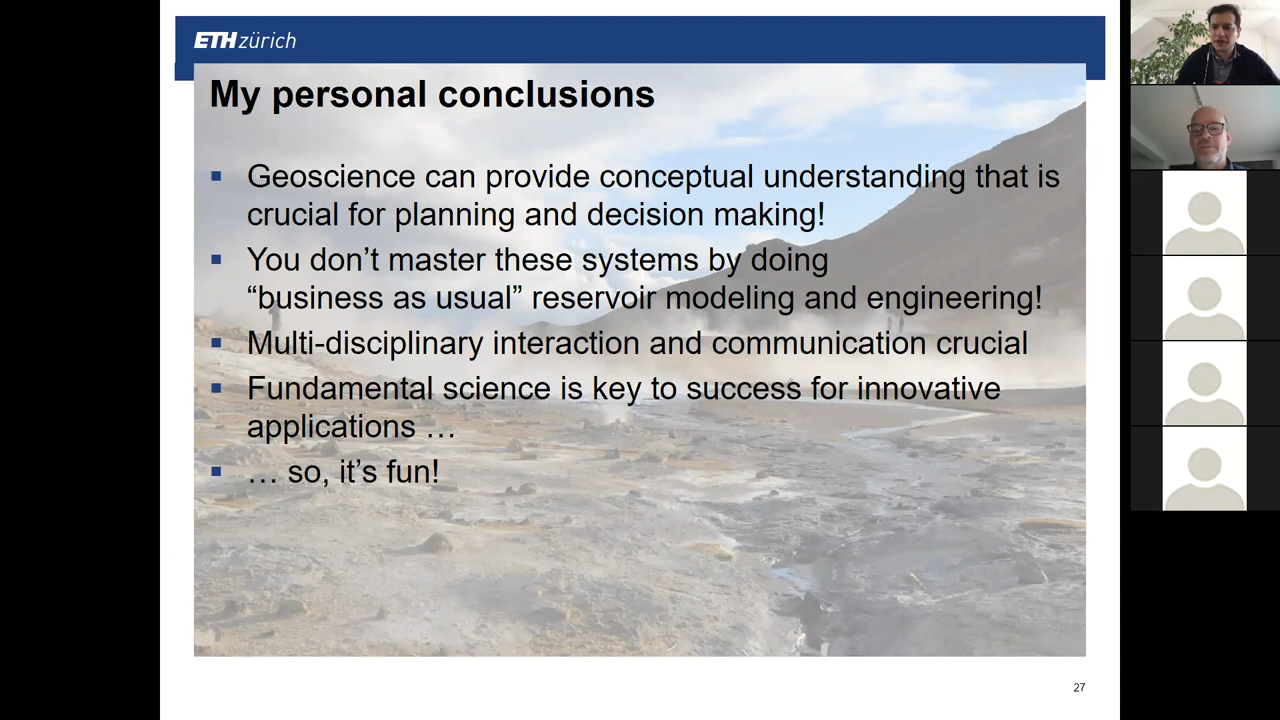 ETH zürich
My personal conclusions
▪ Geoscience can provide conceptual understanding that is
crucial for planning and decision making!
▪ You don’t master these systems by doing
“business as usual” reservoir modeling and engineering!
▪ Multi-disciplinary interaction and communication crucial
▪ Fundamental science is key to success for innovative
applications …
▪ … so, it’s fun!
27